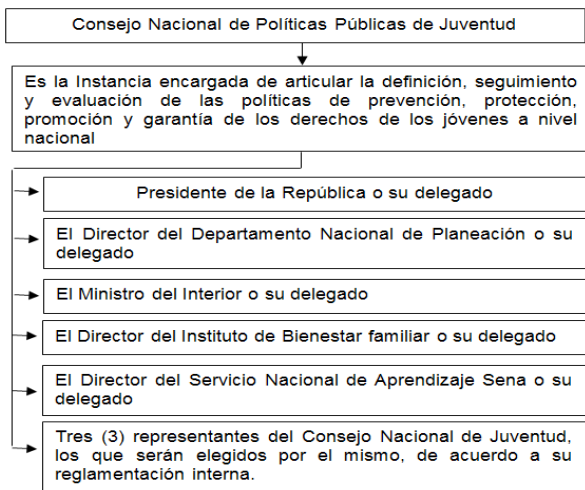 Consejo Nacional de Políticas Públicas de Juventud
Es la Instancia encargada de articular la definición, seguimiento
y evaluación de las políticas de prevención, protección,
promoción y garantía de los derechos de los jóvenes a nivel
nacional
Presidente de la República o su delegado
El Director del Departamento Nacional de Planeación o su
delegado
El Ministro del Interior o su delegado
El Director del Instituto de Bienestar familiar o su delegado
El Director del Servicio Nacional de Aprendizaje Sena o su
delegado
Tres (3) representantes del Consejo Nacional de Juventud,
los que serán elegidos por el mismo, de acuerdo a su
reglamentación interna.